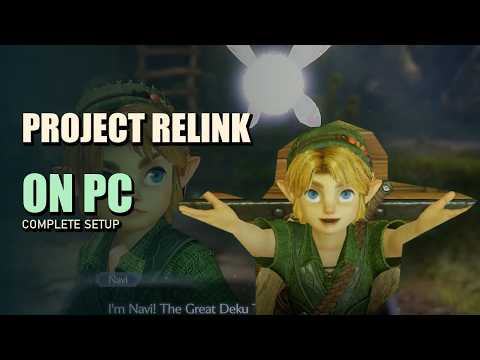 PROJECT RELINK
ON PC
COMPLETE SETUP
Navi
I'm Navi! The Great Deku